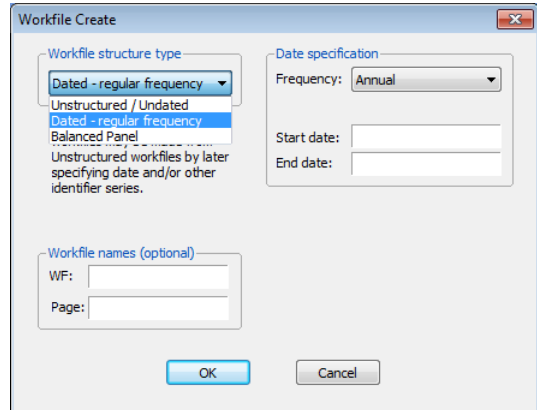 Workfile Create
Workfile structure type
Dated - regular frequency
Unstructured / Undated
Dated - regular frequency
Balanced Panel
Unstructured workfiles by later
specifying date and/or other
identifier series.
Date specification
Frequency: Annual
Start date:
End date:
Workfile names (optional)
WF:
Page:
OK
Cancel